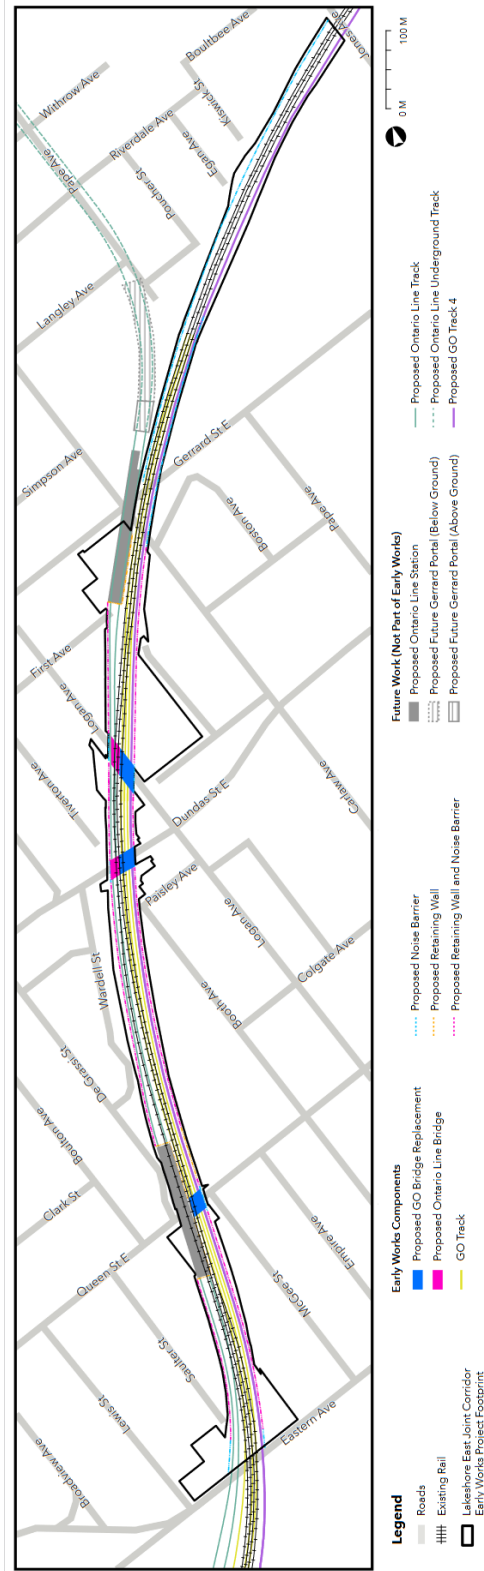 Broadview Ave
Lewis St
Saulter St
Eastern Ave
Queen St E
McGee St
Empire Ave
Clark St
Boulton Ave
De Grassi St
Wardell St
Booth Ave
Logan Ave
Colgate Ave
Paisley Ave
Dundas St E
Tiverton Ave
Logan Ave
First Ave
Carlaw Ave
Simpson Ave
Gerrard St E
Boston Ave
Pape Ave
Langley Ave
Pape Ave
Withrow Ave
Riverdale Ave
Poucher St
Egan Ave
Kiswick St
Boultbee Ave
Jones Ave
Legend
Roads
Existing Rail
Lakeshore East Joint Corridor
Early Works Project Footprint
Early Works Components
Proposed GO Bridge Replacement
Proposed Ontario Line Bridge
GO Track
Proposed Noise Barrier
Proposed Retaining Wall
Proposed Retaining Wall and Noise Barrier
Future Work (Not Part of Early Works)
Proposed Ontario Line Station
Proposed Future Gerrard Portal (Below Ground)
Proposed Future Gerrard Portal (Above Ground)
Proposed Ontario Line Track
Proposed Ontario Line Underground Track
Proposed GO Track 4
0 M
100 M